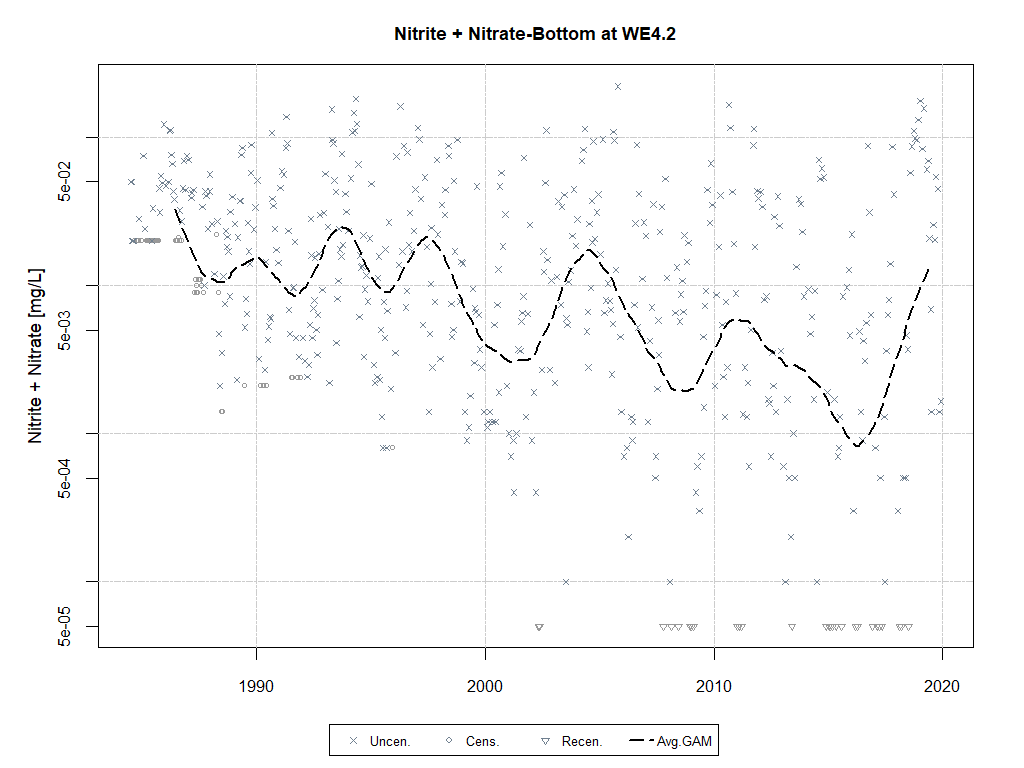 Nitrite + Nitrate-Bottom at WE4.2
Nitrite + Nitrate [mg/L]
5e-02
5e-03
5e-04
5e-05
1990 2000 2010 2020
Uncen. Cens. Recen. Avg.GAM